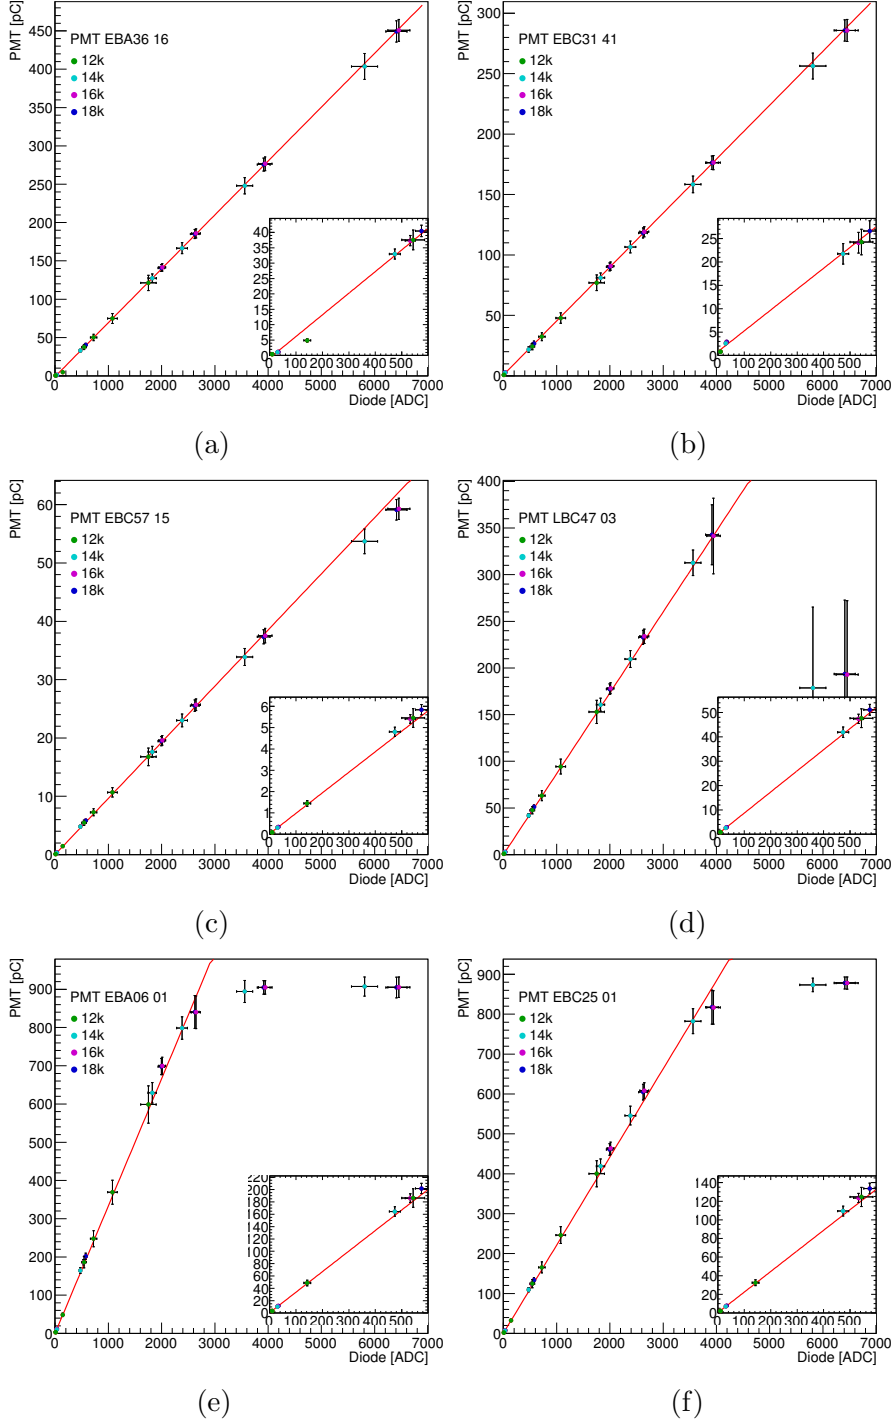 PMT [pC]
450
400
350
300
250
200
150
100
50
0
PMT EBA36 16
12k
14k
16k
18k
40
35
30
25
20
15
10
5
0
0 100 200 300 400 500
0 1000 2000 3000 4000 5000 6000 7000
Diode [ADC]
(a)
PMT [pC]
300
250
200
150
100
50
0
PMT EBC31 41
12k
14k
16k
18k
25
20
15
10
5
0
0 100 200 300 400 500
0 1000 2000 3000 4000 5000 6000 7000
Diode [ADC]
(b)
PMT [pC]
60
50
40
30
20
10
0
PMT EBC57 15
12k
14k
16k
18k
6
5
4
3
2
1
0
0 100 200 300 400 500
0 1000 2000 3000 4000 5000 6000 7000
Diode [ADC]
(c)
PMT [pC]
400
350
300
250
200
150
100
50
0
PMT LBC47 03
12k
14k
16k
18k
50
40
30
20
10
0
0 100 200 300 400 500
0 1000 2000 3000 4000 5000 6000 7000
Diode [ADC]
(d)
PMT [pC]
900
800
700
600
500
400
300
200
100
0
PMT EBA06 01
12k
14k
16k
18k
220
200
180
160
140
120
100
80
60
40
20
0
0 100 200 300 400 500
0 1000 2000 3000 4000 5000 6000 7000
Diode [ADC]
(e)
PMT [pC]
900
800
700
600
500
400
300
200
100
0
PMT EBC25 01
12k
14k
16k
18k
140
120
100
80
60
40
20
0
0 100 200 300 400 500
0 1000 2000 3000 4000 5000 6000 7000
Diode [ADC]
(f)